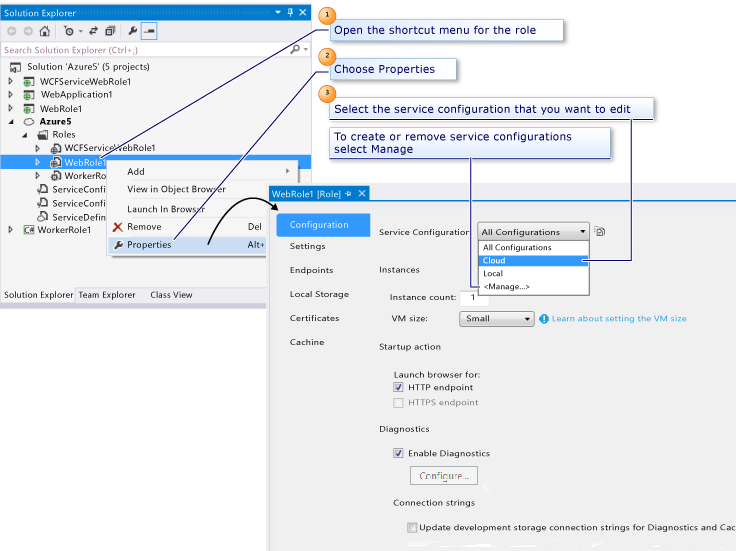 Solution Explorer
Search Solution Explorer (Ctrl+;)
Solution 'Azure5' (5 projects)
WCFServiceWebRole1
WebApplication1
WebRole1
Azure5
Roles
WCFServiceWebRole1
WebRole1
WorkerRo
ServiceConfi
ServiceConfi
ServiceDefin
WorkerRole1
Solution Explorer Team Explorer Class View
Add
View in Object Browser
Launch In Browser
Remove Del
Properties Alt+
1
Open the shortcut menu for the role
2
Choose Properties
3
Select the service configuration that you want to edit
To create or remove service configurations
select Manage
WebRole1 [Role]
Configuration
Settings
Endpoints
Local Storage
Certificates
Cachine
Service Configuration All Configurations
All Configurations
Cloud
Local
<Manage...>
Instances
Instance count: 1
VM size: Small Learn about setting the VM size
Startup action
Launch browser for:
HTTP endpoint
HTTPS endpoint
Diagnostics
Enable Diagnostics
Configure...
Connection strings
Update development storage connection strings for Diagnostics and Cac